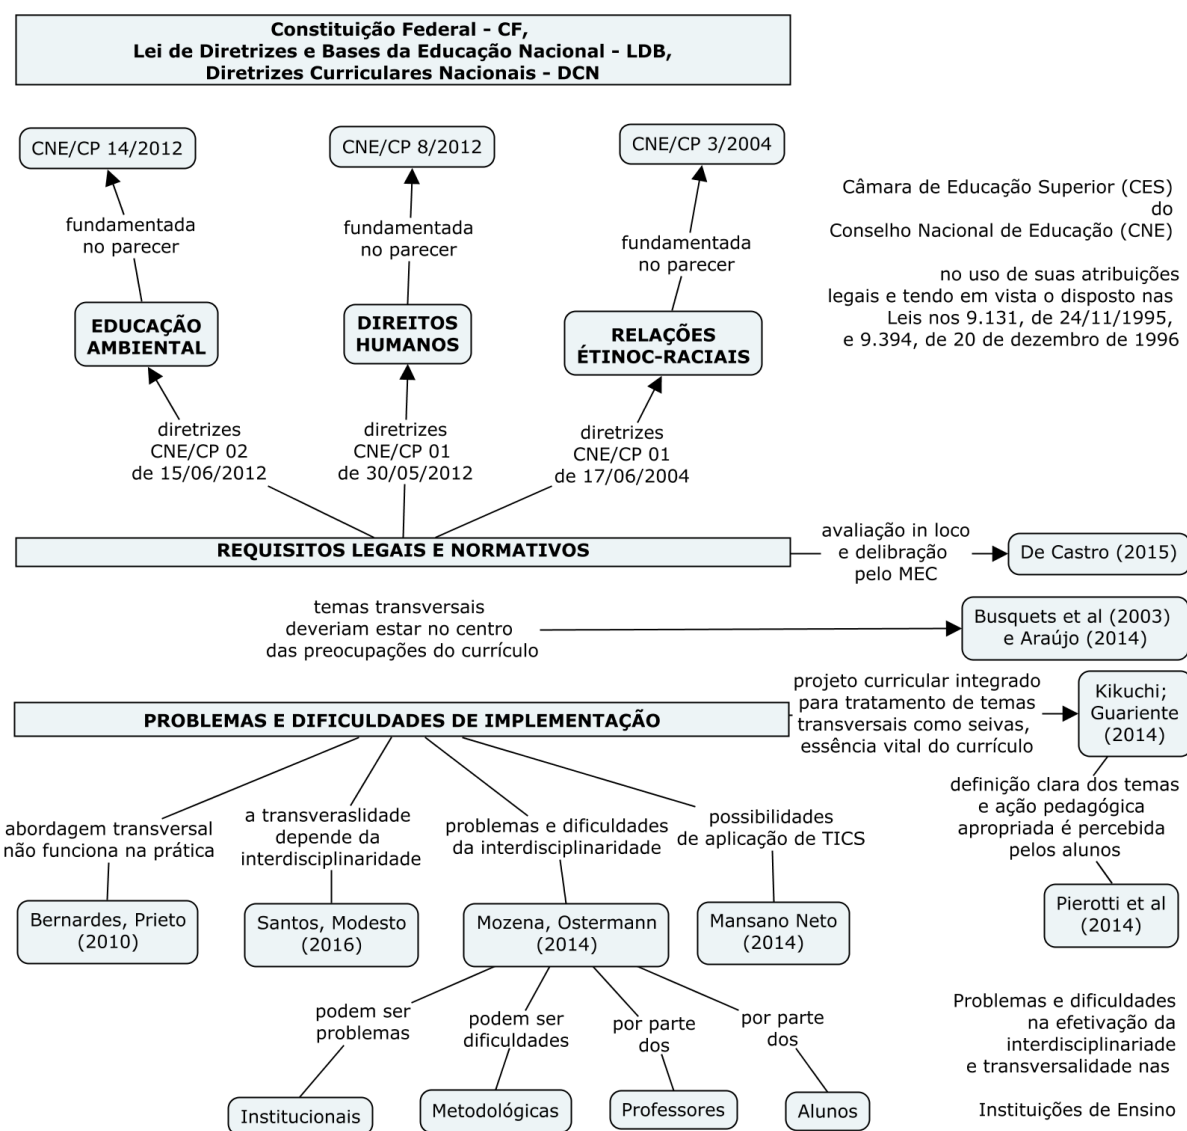 Constituição Federal - CF,
Lei de Diretrizes e Bases da Educação Nacional - LDB,
Diretrizes Curriculares Nacionais - DCN
CNE/CP 14/2012
CNE/CP 8/2012
CNE/CP 3/2004
fundamentada
no parecer
fundamentada
no parecer
fundamentada
no parecer
Câmara de Educação Superior (CES)
do
Conselho Nacional de Educação (CNE)
no uso de suas atribuições
legais e tendo em vista o disposto nas
Leis nos 9.131, de 24/11/1995,
e 9.394, de 20 de dezembro de 1996
EDUCAÇÃO
AMBIENTAL
DIREITOS
HUMANOS
RELAÇÕES
ÉTINOC-RACIAIS
diretrizes
CNE/CP 02
de 15/06/2012
diretrizes
CNE/CP 01
de 30/05/2012
diretrizes
CNE/CP 01
de 17/06/2004
REQUISITOS LEGAIS E NORMATIVOS
avaliação in loco
e delibração
pelo MEC
De Castro (2015)
temas transversais
deveriam estar no centro
das preocupações do currículo
Busquets et al (2003)
e Araújo (2014)
PROBLEMAS E DIFICULDADES DE IMPLEMENTAÇÃO
projeto curricular integrado
para tratamento de temas
transversais como seivas,
essência vital do currículo
Kikuchi;
Guariente
(2014)
definição clara dos temas
e ação pedagógica
apropriada é percebida
pelos alunos
Pierotti et al
(2014)
abordagem transversal
não funciona na prática
a transveraslidade
depende da
interdisciplinaridade
problemas e dificuldades
da interdisciplinaridade
possibilidades
de aplicação de TICS
Bernardes, Prieto
(2010)
Santos, Modesto
(2016)
Mozena, Ostermann
(2014)
Mansano Neto
(2014)
podem ser
problemas
podem ser
dificuldades
por parte
dos
por parte
dos
Institucionais
Metodológicas
Professores
Alunos
Problemas e dificuldades
na efetivação da
interdisciplinariade
e transversalidade nas
Instituições de Ensino